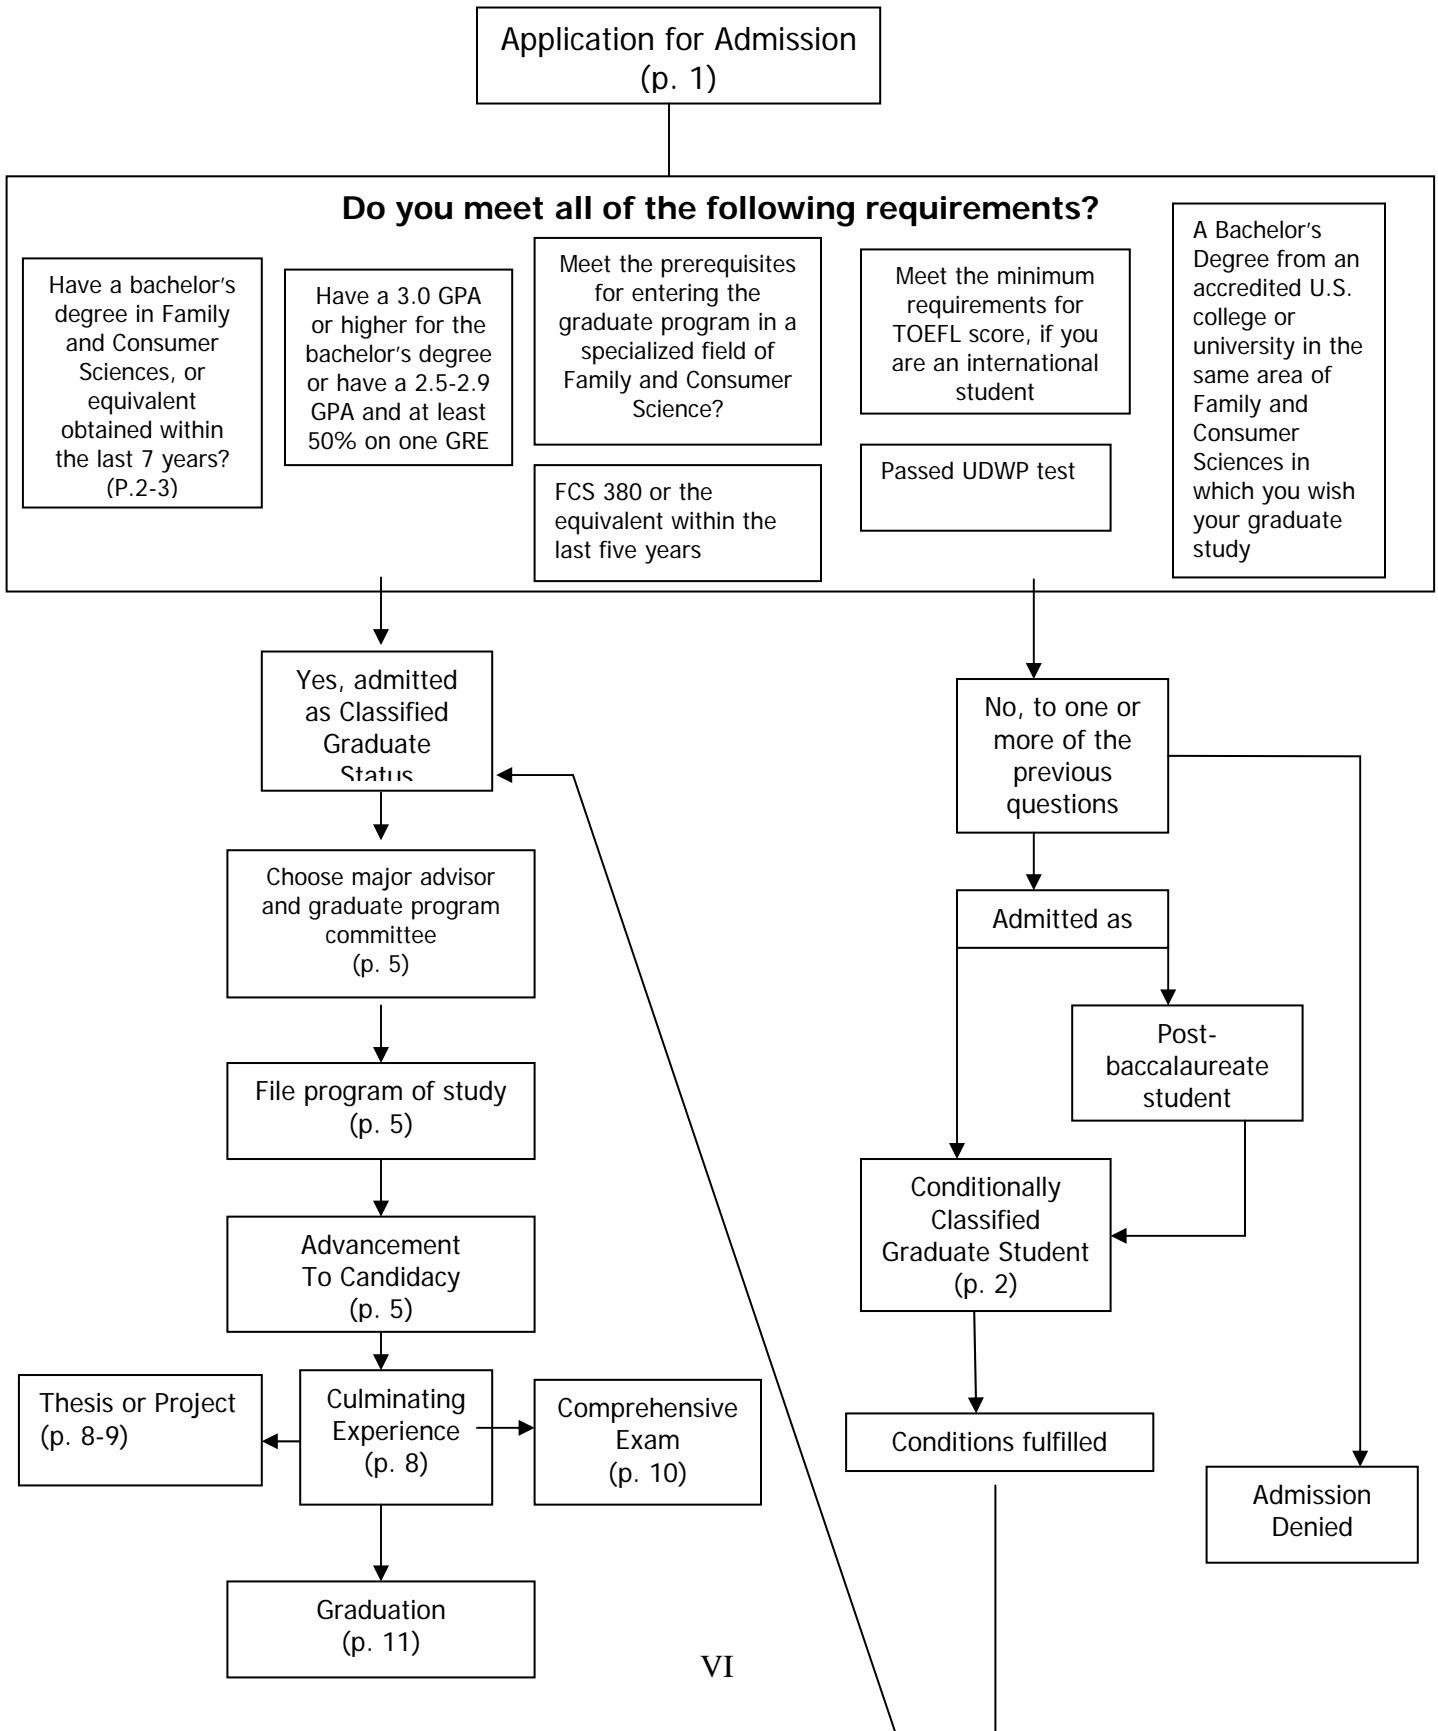 Application for Admission
(p. 1)
Do you meet all of the following requirements?
Have a bachelor's
degree in Family
and Consumer
Sciences, or
equivalent
obtained within
the last 7 years?
(P.2-3)
Have a 3.0 GPA
or higher for the
bachelor's degree
or have a 2.5-2.9
GPA and at least
50% on one GRE
Meet the prerequisites
for entering the
graduate program in a
specialized field of
Family and Consumer
Science?
FCS 380 or the
equivalent within the
last five years
Meet the minimum
requirements for
TOEFL score, if you
are an international
student
Passed UDWP test
A Bachelor's
Degree from an
accredited U.S.
college or
university in the
same area of
Family and
Consumer
Sciences in
which you wish
your graduate
study
Yes, admitted
as Classified
Graduate
Status
No, to one or
more of the
previous
questions
Choose major advisor
and graduate program
committee
(p. 5)
Admitted as
Post-
baccalaureate
student
File program of study
(p. 5)
Conditionally
Classified
Graduate Student
(p. 2)
Advancement
To Candidacy
(p. 5)
Thesis or Project
(p. 8-9)
Culminating
Experience
(p. 8)
Comprehensive
Exam
(p. 10)
Conditions fulfilled
Admission
Denied
Graduation
(p. 11)
VI